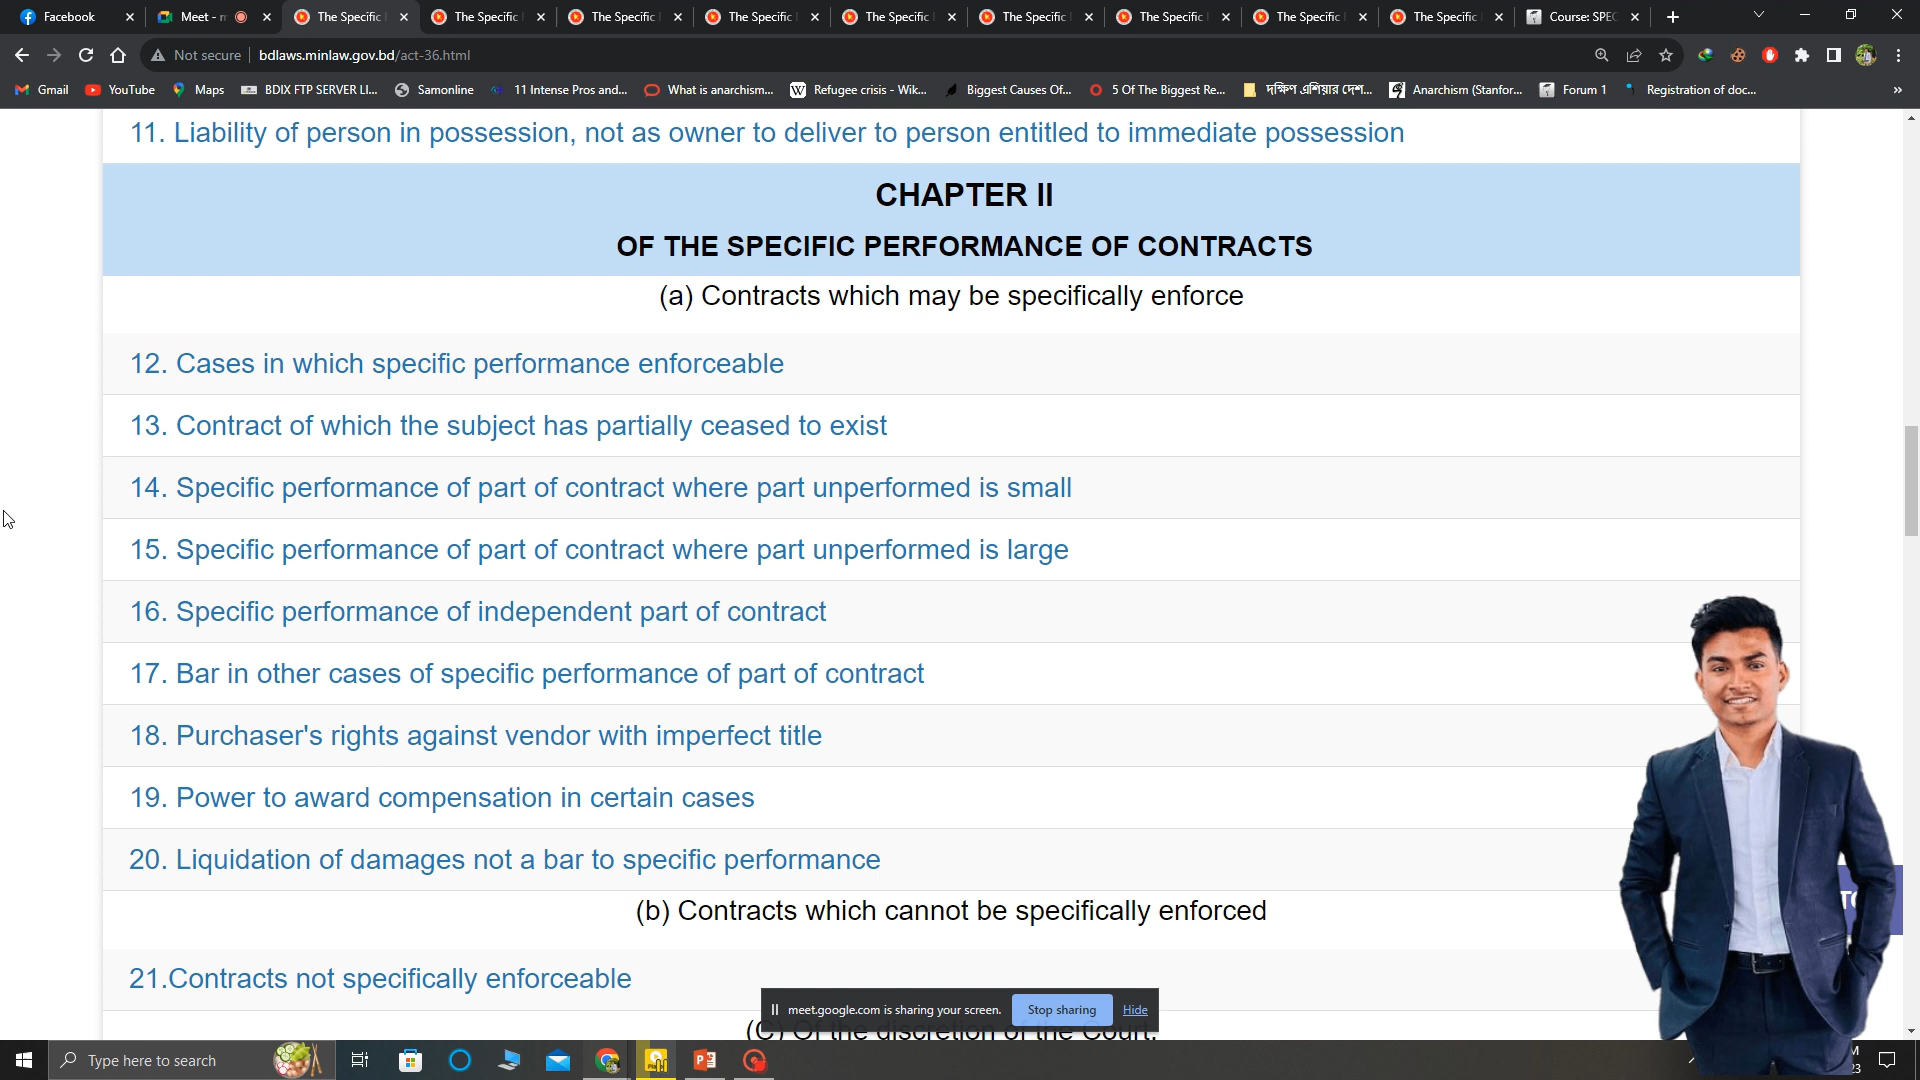 Facebook
Meet - m
The Specific
The Specific
The Specific
The Specific
The Specific
The Specific
The Specific
The Specific
The Specific
Course: SPEC
Not secure
bdlaws.minlaw.gov.bd/act-36.html
Gmail
YouTube
Maps
BDIX FTP SERVER LI...
Samonline
11 Intense Pros and...
What is anarchism...
Refugee crisis - Wik...
Biggest Causes Of...
5 Of The Biggest Re...
দক্ষিণ এশিয়ার দেশ...
Anarchism (Stanfor...
Forum 1
Registration of doc...
»
11. Liability of person in possession, not as owner to deliver to person entitled to immediate possession
CHAPTER II
OF THE SPECIFIC PERFORMANCE OF CONTRACTS
(a) Contracts which may be specifically enforce
12. Cases in which specific performance enforceable
13. Contract of which the subject has partially ceased to exist
14. Specific performance of part of contract where part unperformed is small
15. Specific performance of part of contract where part unperformed is large
16. Specific performance of independent part of contract
17. Bar in other cases of specific performance of part of contract
18. Purchaser's rights against vendor with imperfect title
19. Power to award compensation in certain cases
20. Liquidation of damages not a bar to specific performance
(b) Contracts which cannot be specifically enforced
21.Contracts not specifically enforceable
meet.google.com is sharing your screen.
Stop sharing
Hide
(C) Of the discretion of the Court.
Type here to search